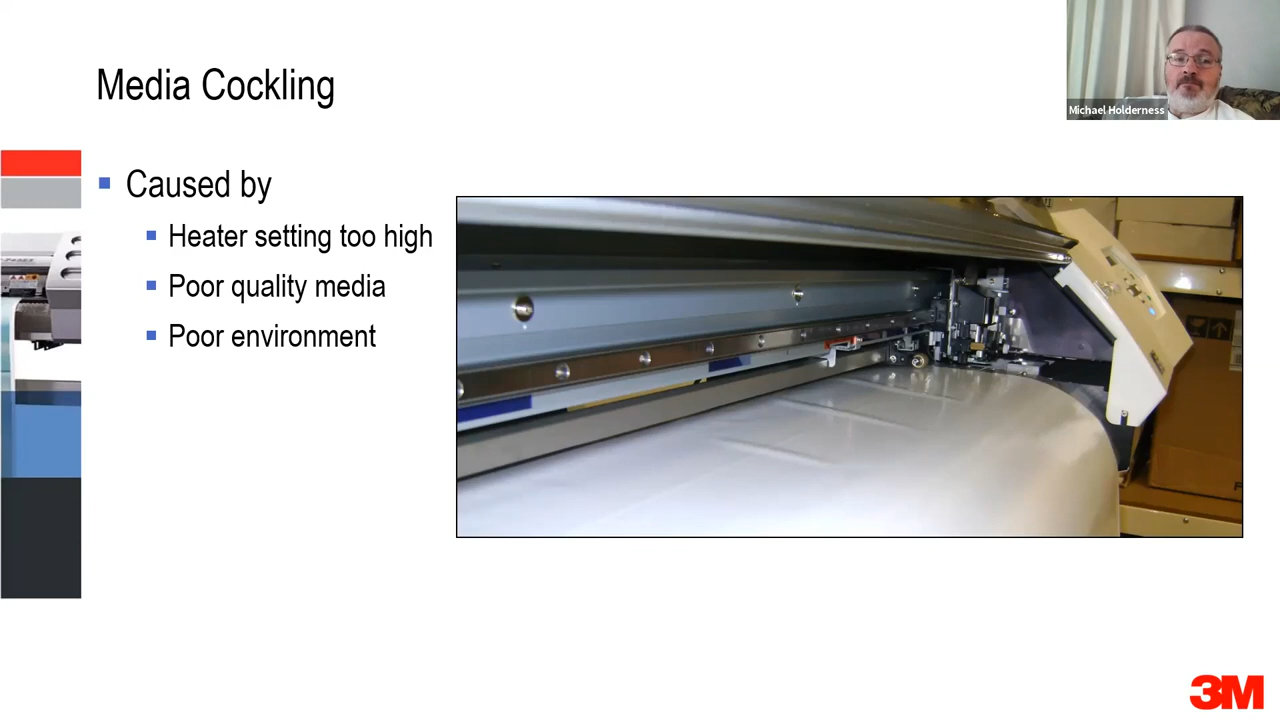 Media Cockling
Michael Holderness
Caused by
Heater setting too high
Poor quality media
Poor environment
3M